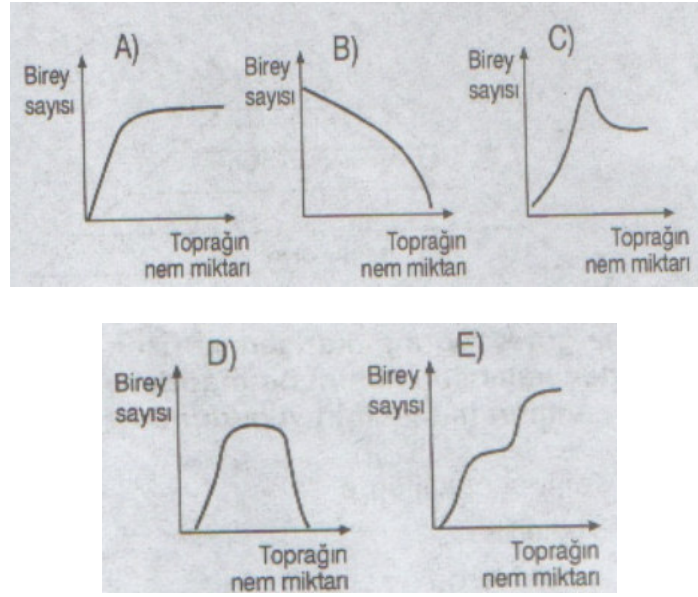 A)
Birey
sayısı
Toprağın
nem miktarı
B)
Birey
sayısı
Toprağın
nem miktarı
C)
Birey
sayısı
Toprağın
nem miktarı
D)
Birey
sayısı
Toprağın
nem miktarı
E)
Birey
sayısı
Toprağın
nem miktarı